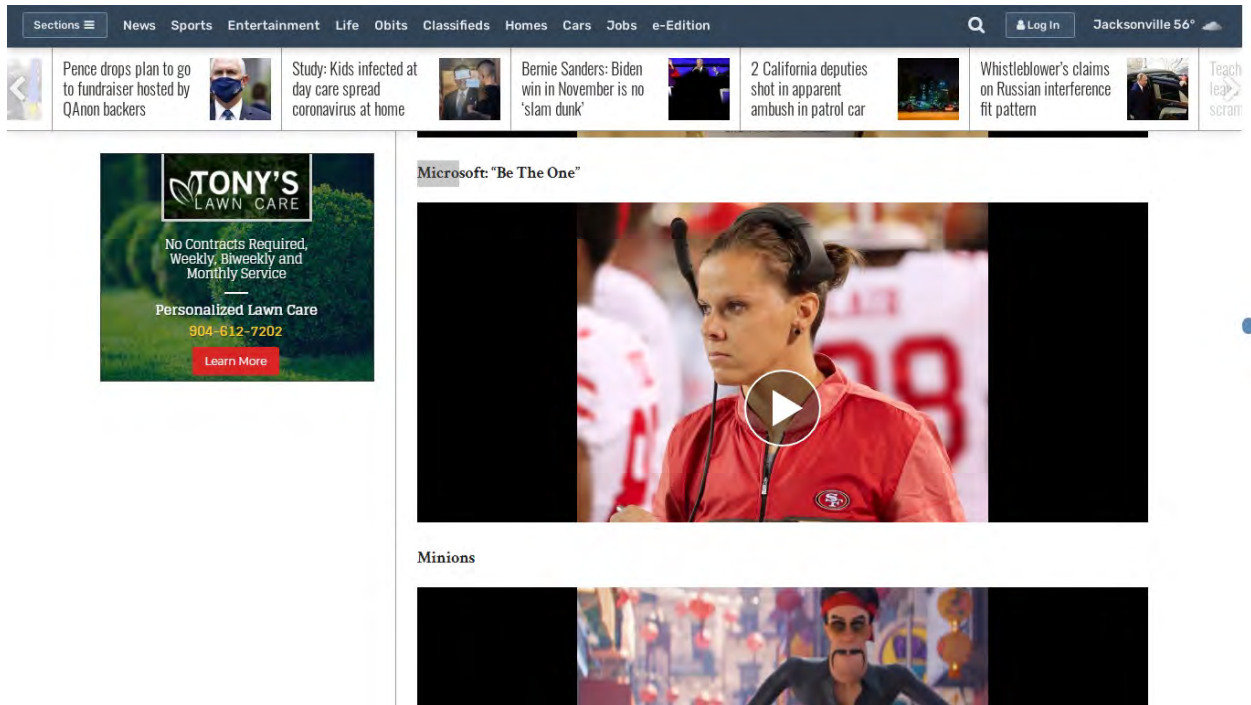 Sections News Sports Entertainment Life Obits Classifieds Homes Cars Jobs e-Edition Log In Jacksonville 56°
Pence drops plan to go
to fundraiser hosted by
QAnon backers
Study: Kids infected at
day care spread
coronavirus at home
Bernie Sanders: Biden
win in November is no
‘slam dunk’
2 California deputies
shot in apparent
ambush in patrol car
Whistleblower's claims
on Russian interference
fit pattern
Teach
scram
TONY'S
LAWN CARE
No Contracts Required,
Weekly, Biweekly and
Monthly Service
Personalized Lawn Care
904-612-7202
Learn More
Microsoft: “Be The One”
SF
Minions